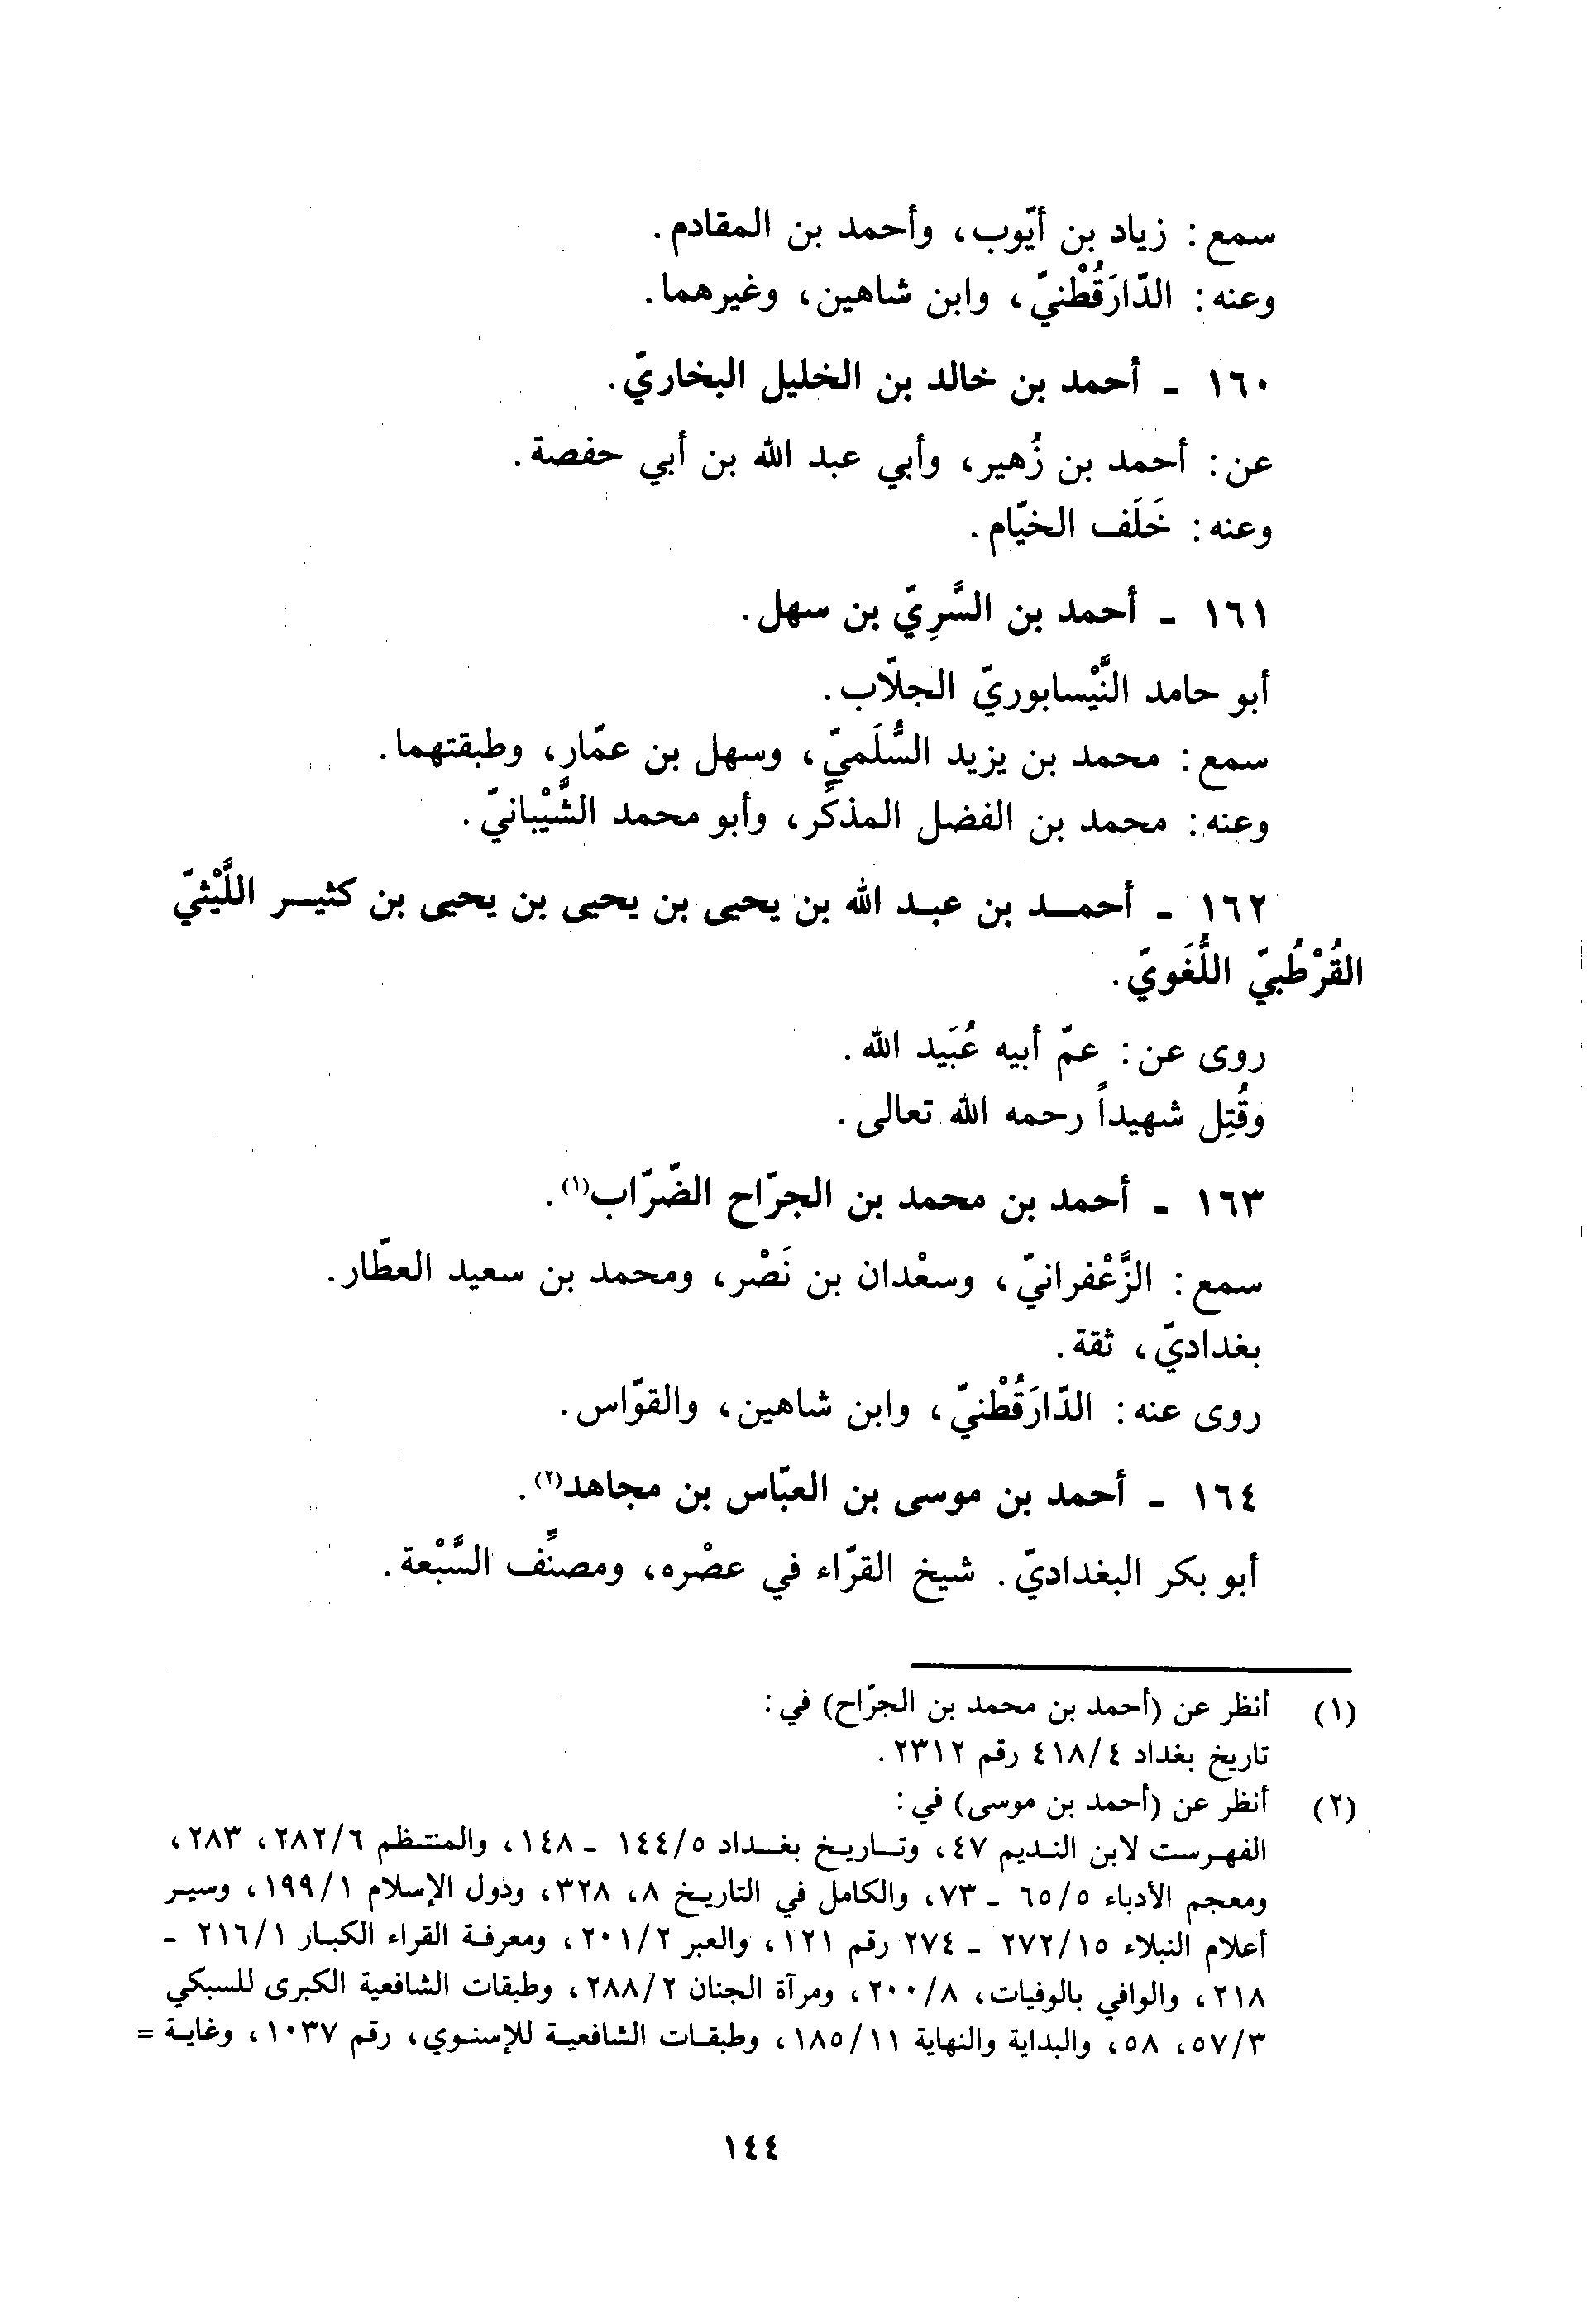 سمع: زياد بن أيّوب، وأحمد بن المقادم.
وعنه: الدّارَقُطْنيّ، وابن شاهين، وغيرهما.
١٦٠ - أحمد بن خالد بن الخليل البخاريّ.
عن: أحمد بن زُهير، وأبي عبد الله بن أبي حفصة.
وعنه: خَلَف الخيّام.
١٦١ - أحمد بن السَّرِيّ بن سهل.
أبو حامد النَّيْسابوريّ الجلّاب.
سمع: محمد بن يزيد السُّلَميّ، وسهل بن عمّار، وطبقتهما.
وعنه: محمد بن الفضل المذكِّر، وأبو محمد الشَّيْبانيّ.
١٦٢ - أحمد بن عبد الله بن يحيى بن يحيى بن يحيى بن كثير اللَّيْثيّ
القُرْطُبيّ اللُّغَويّ.
روى عن: عمّ أبيه عُبَيد الله.
وقُتِل شهيداً رحمه الله تعالى.
١٦٣ - أحمد بن محمد بن الجرّاح الضّرّاب(١).
سمع: الزَّعْفرانيّ، وسعْدان بن نَصْر، ومحمد بن سعيد العطّار.
بغداديّ، ثقة.
روى عنه: الدّارَقُطْنيّ، وابن شاهين، والقوّاس.
١٦٤ - أحمد بن موسى بن العبّاس بن مجاهد(٢).
أبو بكر البغداديّ. شيخ القرّاء في عصْره، ومصنِّف السَّبْعة.
(١) أنظر عن (أحمد بن محمد بن الجرّاح) في:
تاريخ بغداد ٤١٨/٤ رقم ٢٣١٢.
(٢) أنظر عن (أحمد بن موسى) في:
الفهرست لابن النديم ٤٧، وتاريخ بغداد ١٤٤/٥ - ١٤٨، والمنتظم ٢٨٢/٦، ٢٨٣،
ومعجم الأدباء ٦٥/٥ - ٧٣، والكامل في التاريخ ٨، ٣٢٨، ودول الإسلام ١٩٩/١، وسير
أعلام النبلاء ٢٧٢/١٥ - ٢٧٤ رقم ١٢١، والعبر ٢٠١/٢، ومعرفة القراء الكبار ٢١٦/١ -
٢١٨، والوافي بالوفيات، ٢٠٠/٨، ومرآة الجنان ٢٨٨/٢، وطبقات الشافعية الكبرى للسبكي
٥٧/٣، ٥٨، والبداية والنهاية ١٨٥/١١، وطبقات الشافعية للإسنوي، رقم ١٠٣٧، وغاية =
١٤٤